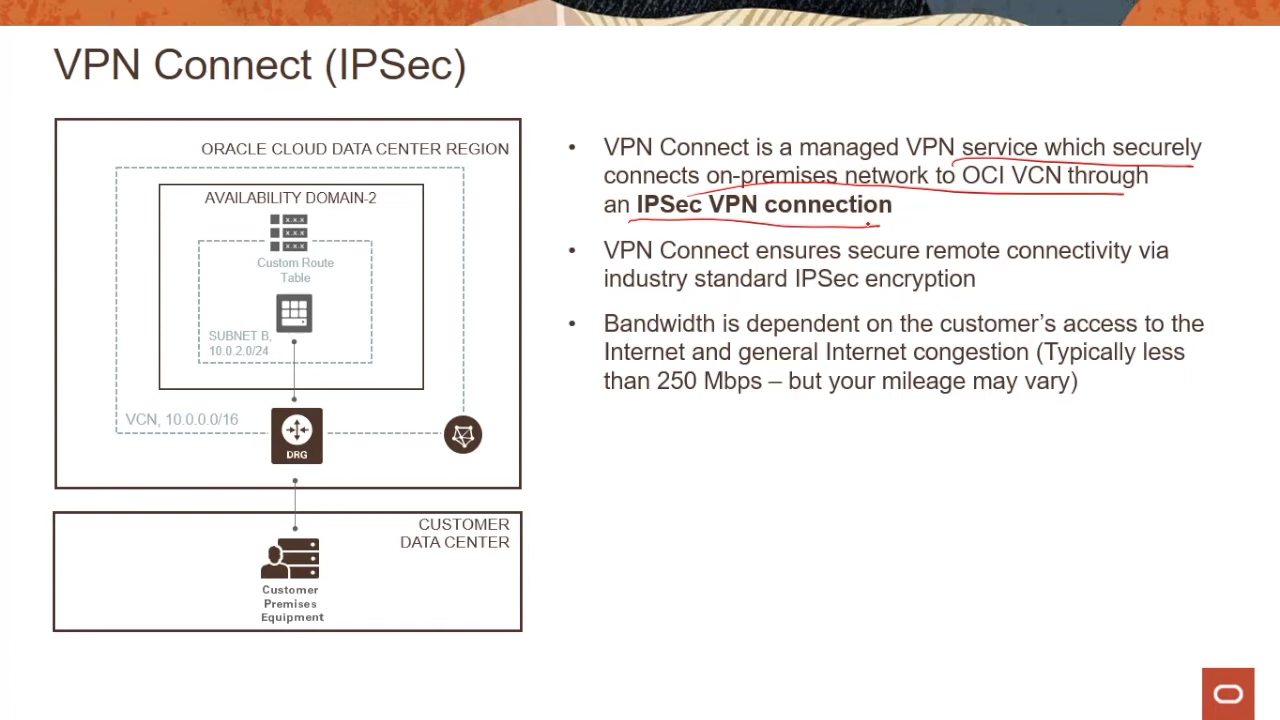 VPN Connect (IPSec)
ORACLE CLOUD DATA CENTER REGION
AVAILABILITY DOMAIN-2
x.x.x
x.x.x
x.x.x
Custom Route
Table
SUBNET B,
10.0.2.0/24
VCN, 10.0.0.0/16
DRG
CUSTOMER
DATA CENTER
Customer
Premises
Equipment
• VPN Connect is a managed VPN service which securely
connects on-premises network to OCI VCN through
an IPSec VPN connection
• VPN Connect ensures secure remote connectivity via
industry standard IPSec encryption
• Bandwidth is dependent on the customer's access to the
Internet and general Internet congestion (Typically less
than 250 Mbps – but your mileage may vary)